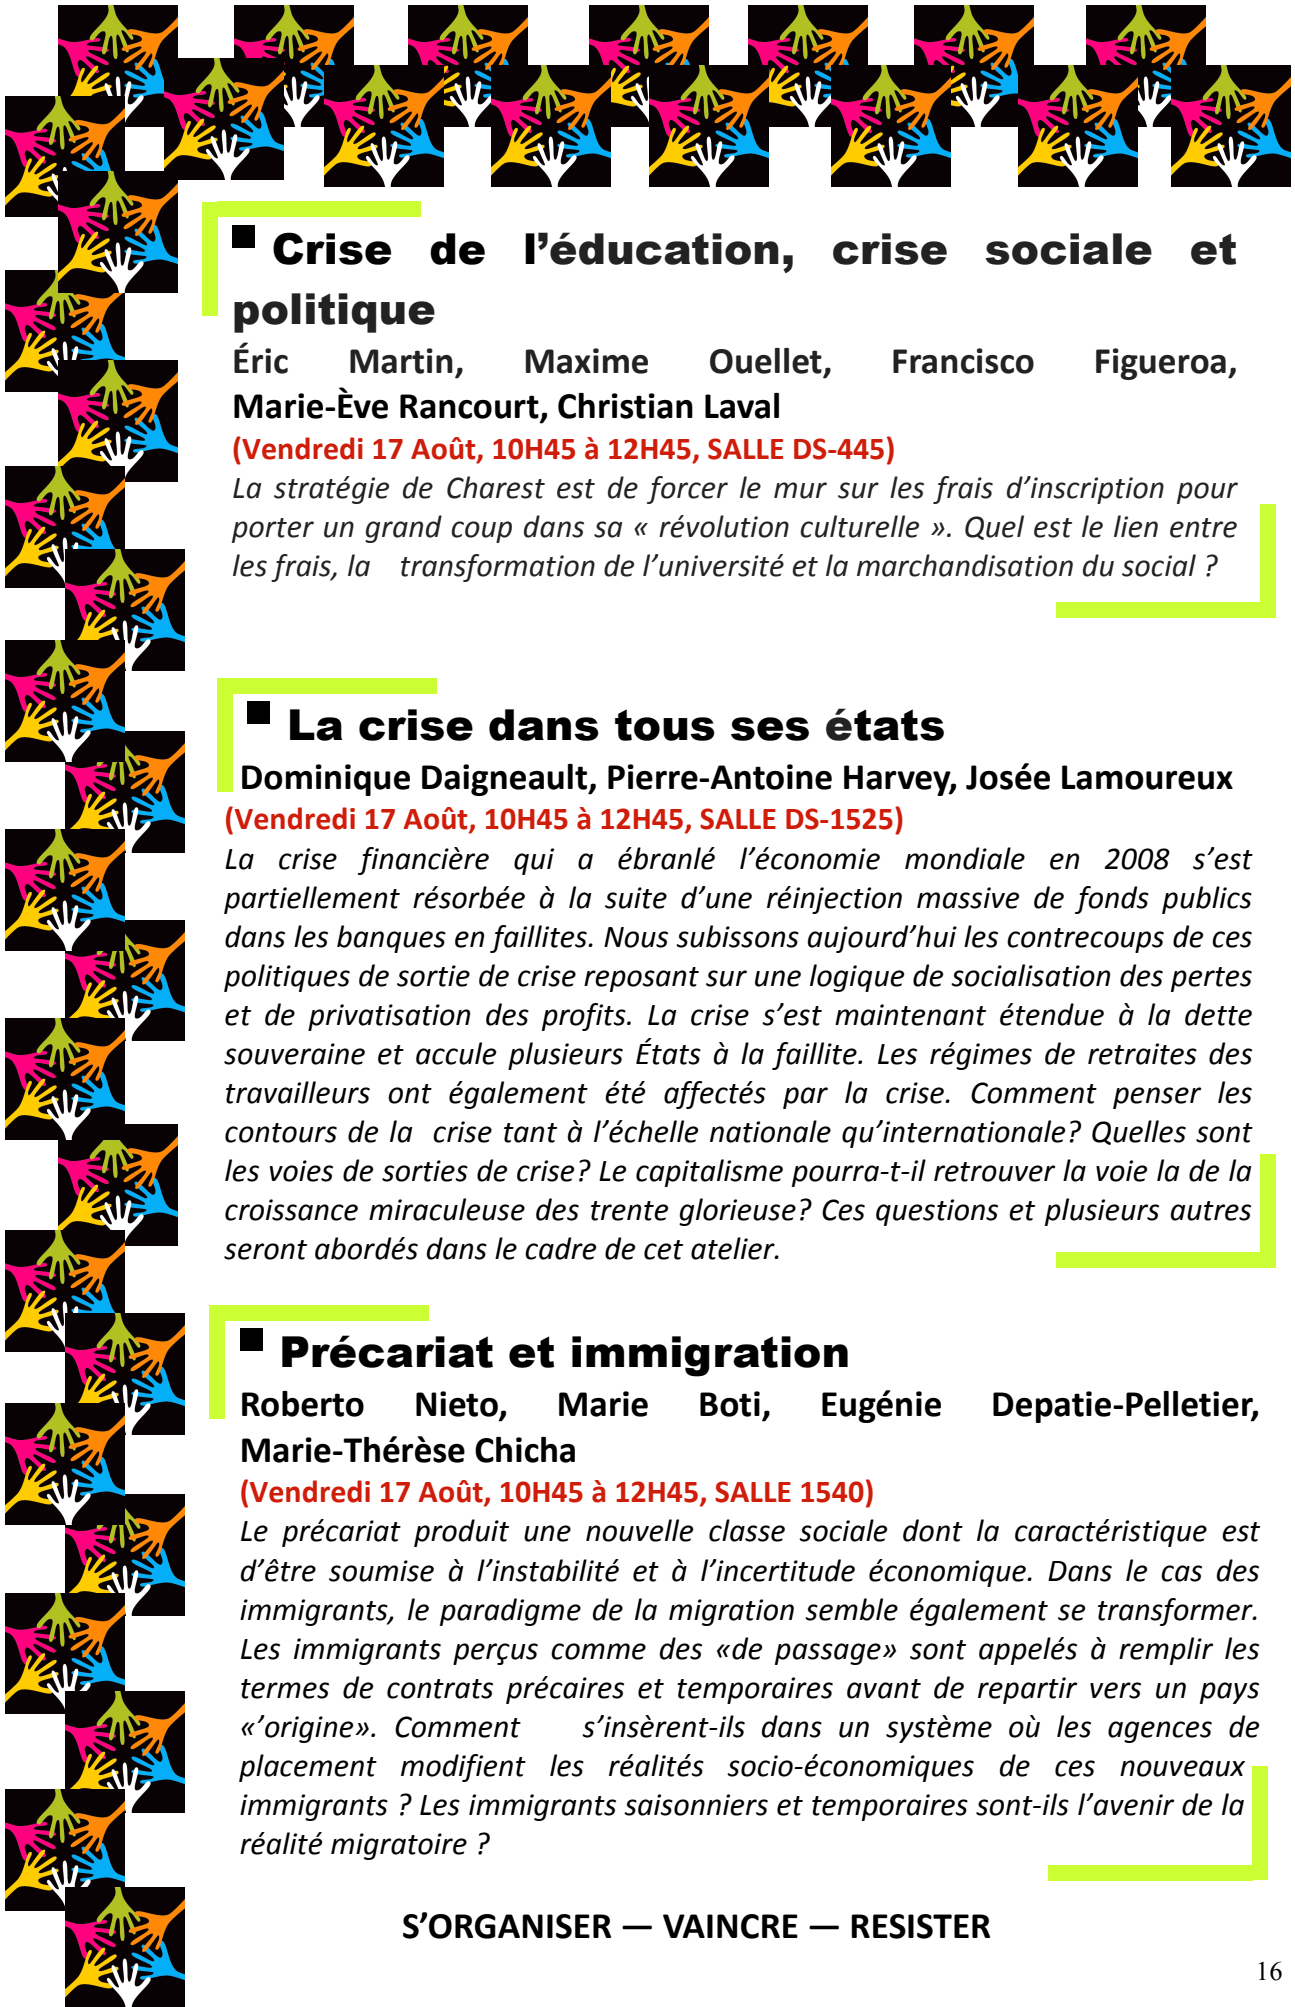 ■ Crise de l’éducation, crise sociale et
politique
Éric Martin, Maxime Ouellet, Francisco Figueroa,
Marie-Ève Rancourt, Christian Laval
(Vendredi 17 Août, 10H45 à 12H45, SALLE DS-445)
La stratégie de Charest est de forcer le mur sur les frais d’inscription pour
porter un grand coup dans sa « révolution culturelle ». Quel est le lien entre
les frais, la transformation de l’université et la marchandisation du social ?
■ La crise dans tous ses états
Dominique Daigneault, Pierre-Antoine Harvey, Josée Lamoureux
(Vendredi 17 Août, 10H45 à 12H45, SALLE DS-1525)
La crise financière qui a ébranlé l’économie mondiale en 2008 s’est
partiellement résorbée à la suite d’une réinjection massive de fonds publics
dans les banques en faillites. Nous subissons aujourd’hui les contrecoups de ces
politiques de sortie de crise reposant sur une logique de socialisation des pertes
et de privatisation des profits. La crise s’est maintenant étendue à la dette
souveraine et accule plusieurs États à la faillite. Les régimes de retraites des
travailleurs ont également été affectés par la crise. Comment penser les
contours de la crise tant à l’échelle nationale qu’internationale? Quelles sont
les voies de sorties de crise? Le capitalisme pourra-t-il retrouver la voie la de la
croissance miraculeuse des trente glorieuse? Ces questions et plusieurs autres
seront abordés dans le cadre de cet atelier.
■ Précariat et immigration
Roberto Nieto, Marie Boti, Eugénie Depatie-Pelletier,
Marie-Thérèse Chicha
(Vendredi 17 Août, 10H45 à 12H45, SALLE 1540)
Le précariat produit une nouvelle classe sociale dont la caractéristique est
d’être soumise à l’instabilité et à l’incertitude économique. Dans le cas des
immigrants, le paradigme de la migration semble également se transformer.
Les immigrants perçus comme des «de passage» sont appelés à remplir les
termes de contrats précaires et temporaires avant de repartir vers un pays
«’origine». Comment s’insèrent-ils dans un système où les agences de
placement modifient les réalités socio-économiques de ces nouveaux
immigrants ? Les immigrants saisonniers et temporaires sont-ils l’avenir de la
réalité migratoire ?
S’ORGANISER — VAINCRE — RESISTER
16